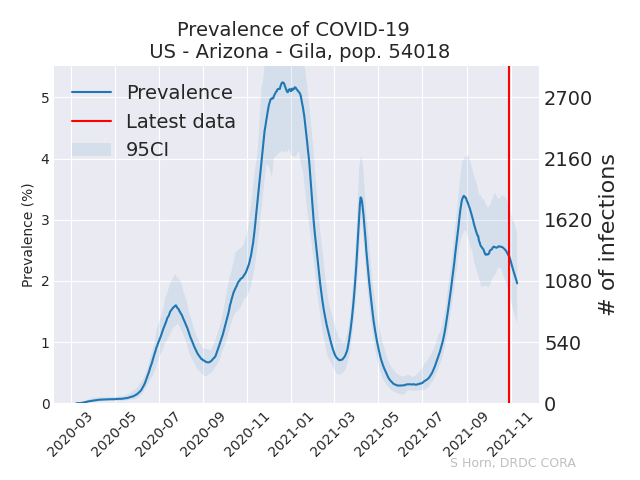 Prevalence of COVID-19
US - Arizona - Gila, pop. 54018
Prevalence
Latest data
95CI
Prevalence (%)
5
4
3
2
1
0
# of infections
2700
2160
1620
1080
540
0
2020-03
2020-05
2020-07
2020-09
2020-11
2021-01
2021-03
2021-05
2021-07
2021-09
2021-11
S Horn, DRDC CORA